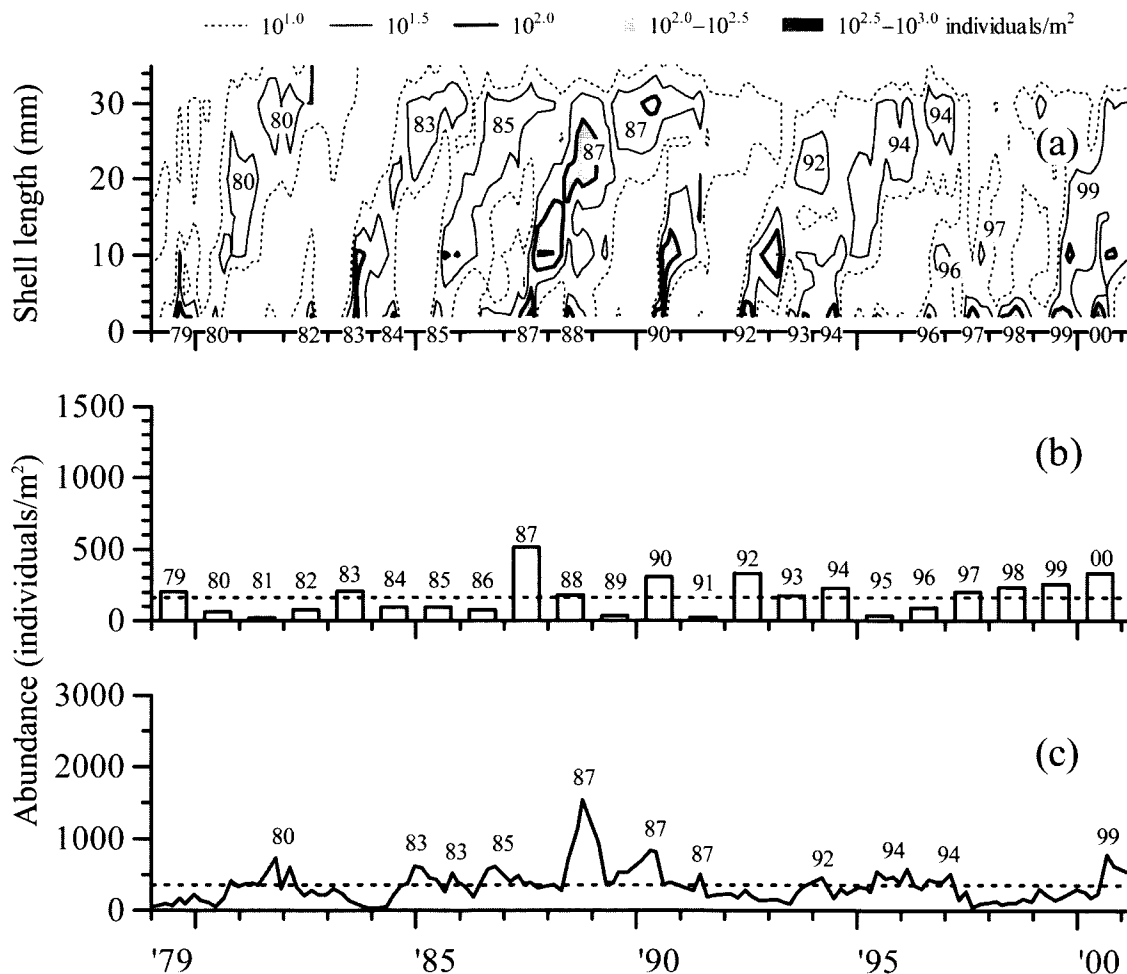 10^1.0 10^1.5 10^2.0 10^2.0–10^2.5 10^2.5–10^3.0 individuals/m²
Shell length (mm)
30
20
10
0
(a)
80
80
83
85
87
87
92
94
94
96
97
99
79 80 82 83 84 85 87 88 90 92 93 94 96 97 98 99 00
Abundance (individuals/m²)
1500
1000
500
0
(b)
79 80 81 82 83 84 85 86 87 88 89 90 91 92 93 94 95 96 97 98 99 00
3000
2000
1000
0
(c)
80 83 83 85 87 87 87 92 94 94 99
'79 '85 '90 '95 '00